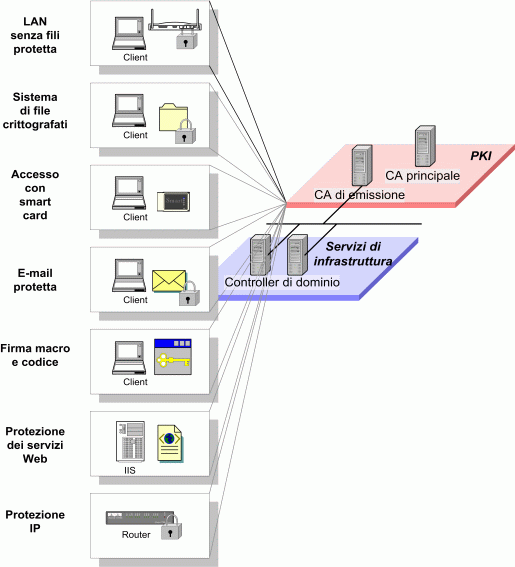 LAN
senza fili
protetta
Client
Sistema
di file
crittografati
Client
Accesso
con
smart
card
Client
E-mail
protetta
Client
Firma macro
e codice
Client
Protezione
dei servizi
Web
IIS
Protezione
IP
Router
PKI
CA principale
CA di emissione
Servizi di
infrastruttura
Controller di dominio